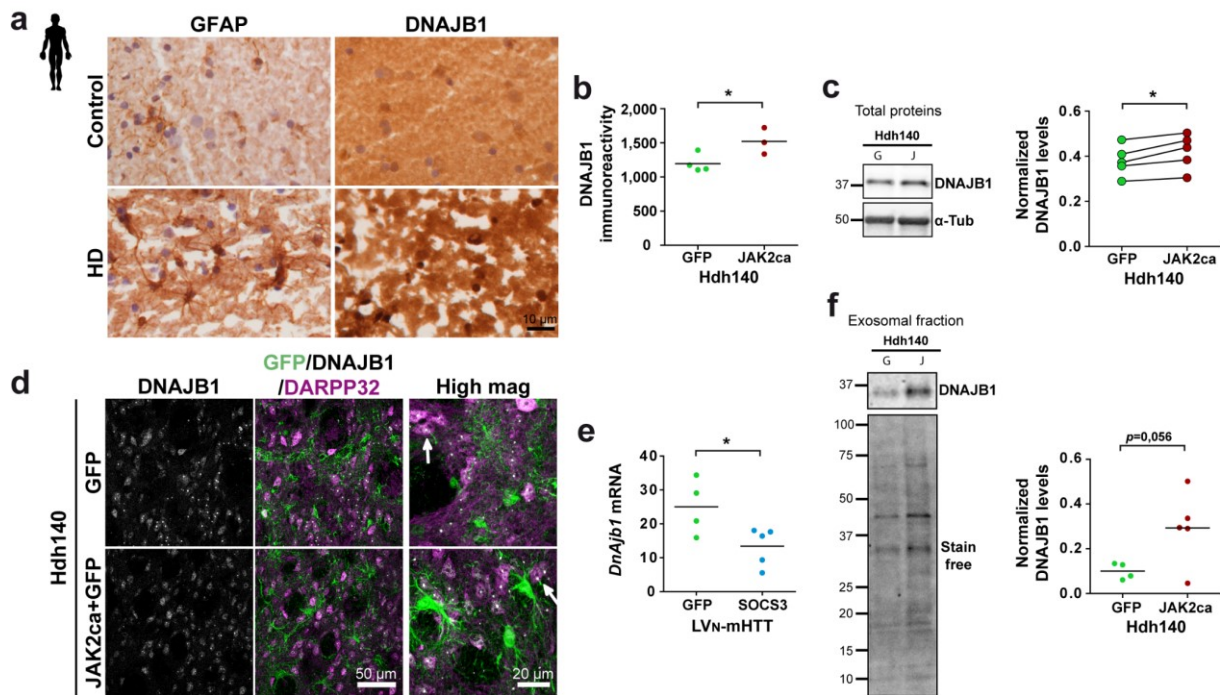 a
GFAP
DNAJB1
Control
HD
10 µm
b
*
DNAJB1
immunoreactivity
2,000
1,500
1,000
500
0
GFP
JAK2ca
Hdh140
c
Total proteins
Hdh140
G
J
37
DNAJB1
50
α-Tub
*
Normalized
DNAJB1 levels
0.6
0.4
0.2
0.0
GFP
JAK2ca
Hdh140
d
DNAJB1
GFP/DNAJB1
/DARPP32
High mag
Hdh140
GFP
JAK2ca+GFP
50 µm
20 µm
e
*
DnAjb1 mRNA
40
30
20
10
0
GFP
SOCS3
LVN-mHTT
f
Exosomal fraction
Hdh140
G
J
37
DNAJB1
100
75
50
37
25
20
15
10
Stain
free
p=0,056
Normalized
DNAJB1 levels
0.6
0.4
0.2
0.0
GFP
JAK2ca
Hdh140